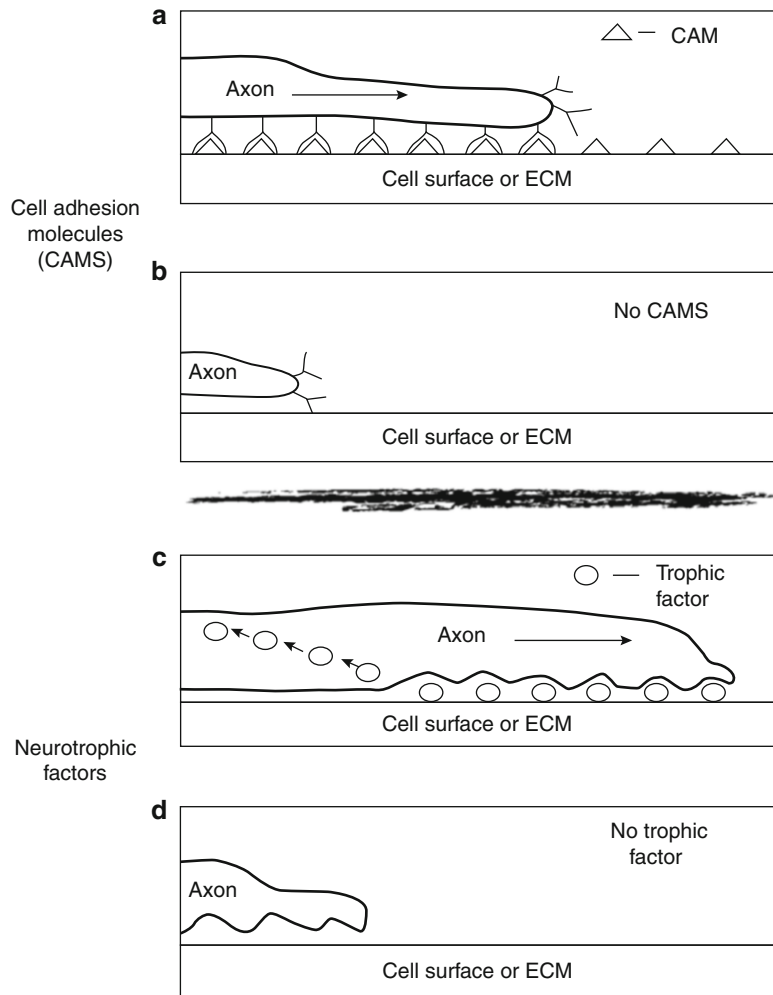 a
CAM
Axon
Cell surface or ECM
Cell adhesion
molecules
(CAMS)
b
No CAMS
Axon
Cell surface or ECM
c
Trophic
factor
Axon
Cell surface or ECM
Neurotrophic
factors
d
No trophic
factor
Axon
Cell surface or ECM